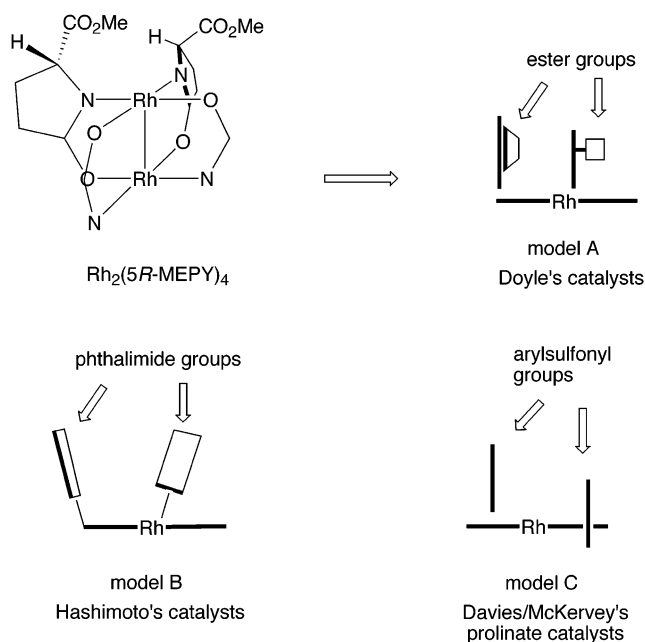 CO₂Me
H
H
CO₂Me
N
N
Rh
O
O
O
O
Rh
N
N
Rh₂(5R-MEPY)₄
ester groups
Rh
model A
Doyle's catalysts
phthalimide groups
Rh
model B
Hashimoto's catalysts
arylsulfonyl
groups
Rh
model C
Davies/McKervey's
prolinate catalysts